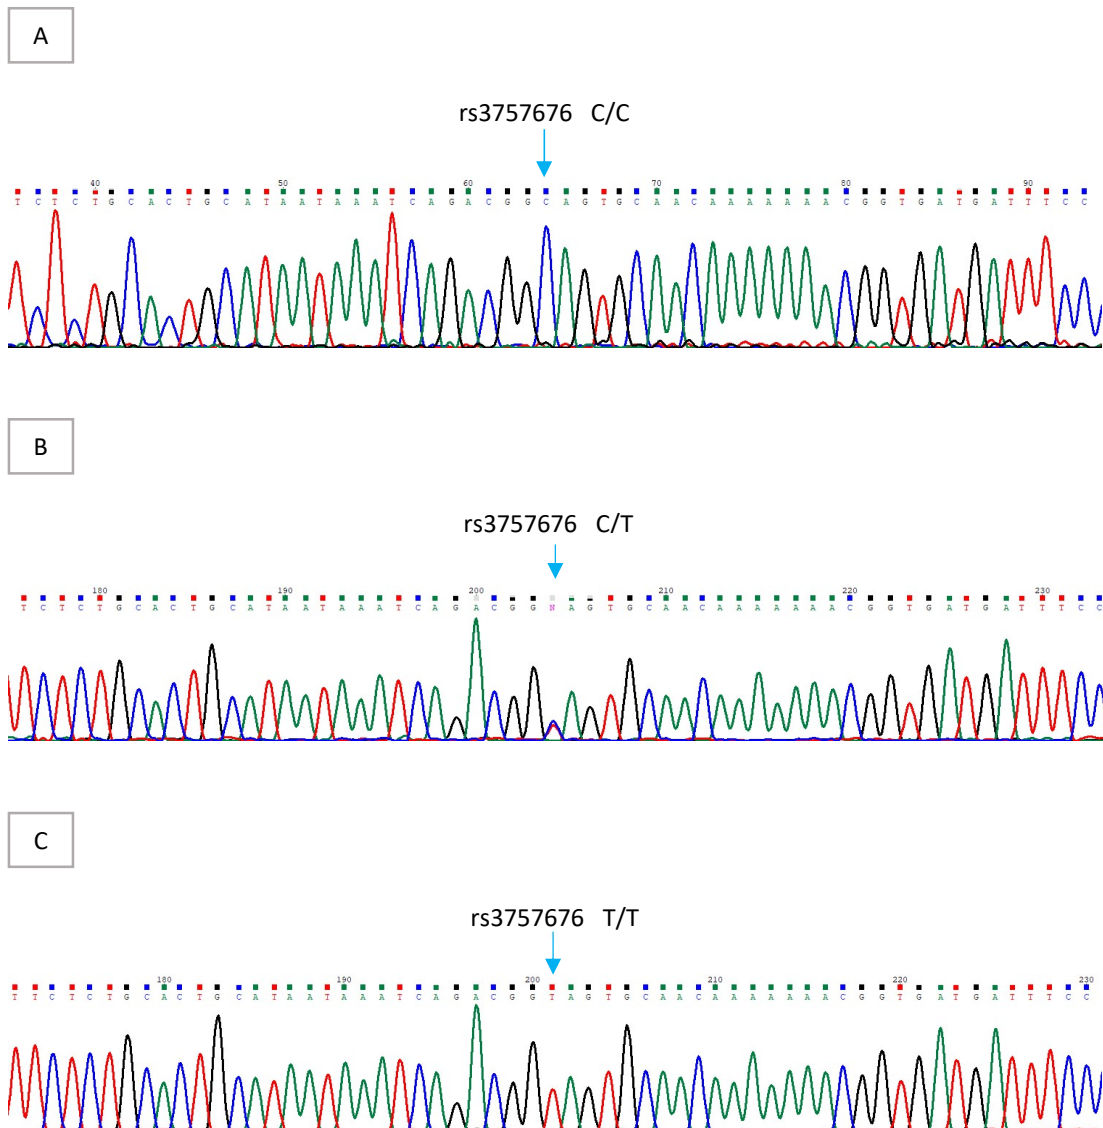 A
rs3757676 C/C
40 50 60 70 80 90
T C T C T G C A C T G C A T A A T A A A T C A G A C G G C A G T G C A A C A A A A A A A C G G T G A T G A T T T C C
B
rs3757676 C/T
180 190 200 210 220 230
T C T C T G C A C T G C A T A A T A A A T C A G A C G G N A G T G C A A C A A A A A A A C G G T G A T G A T T T C C
C
rs3757676 T/T
180 190 200 210 220 230
T T C T C T G C A C T G C A T A A T A A A T C A G A C G G T A G T G C A A C A A A A A A A C G G T G A T G A T T T C C